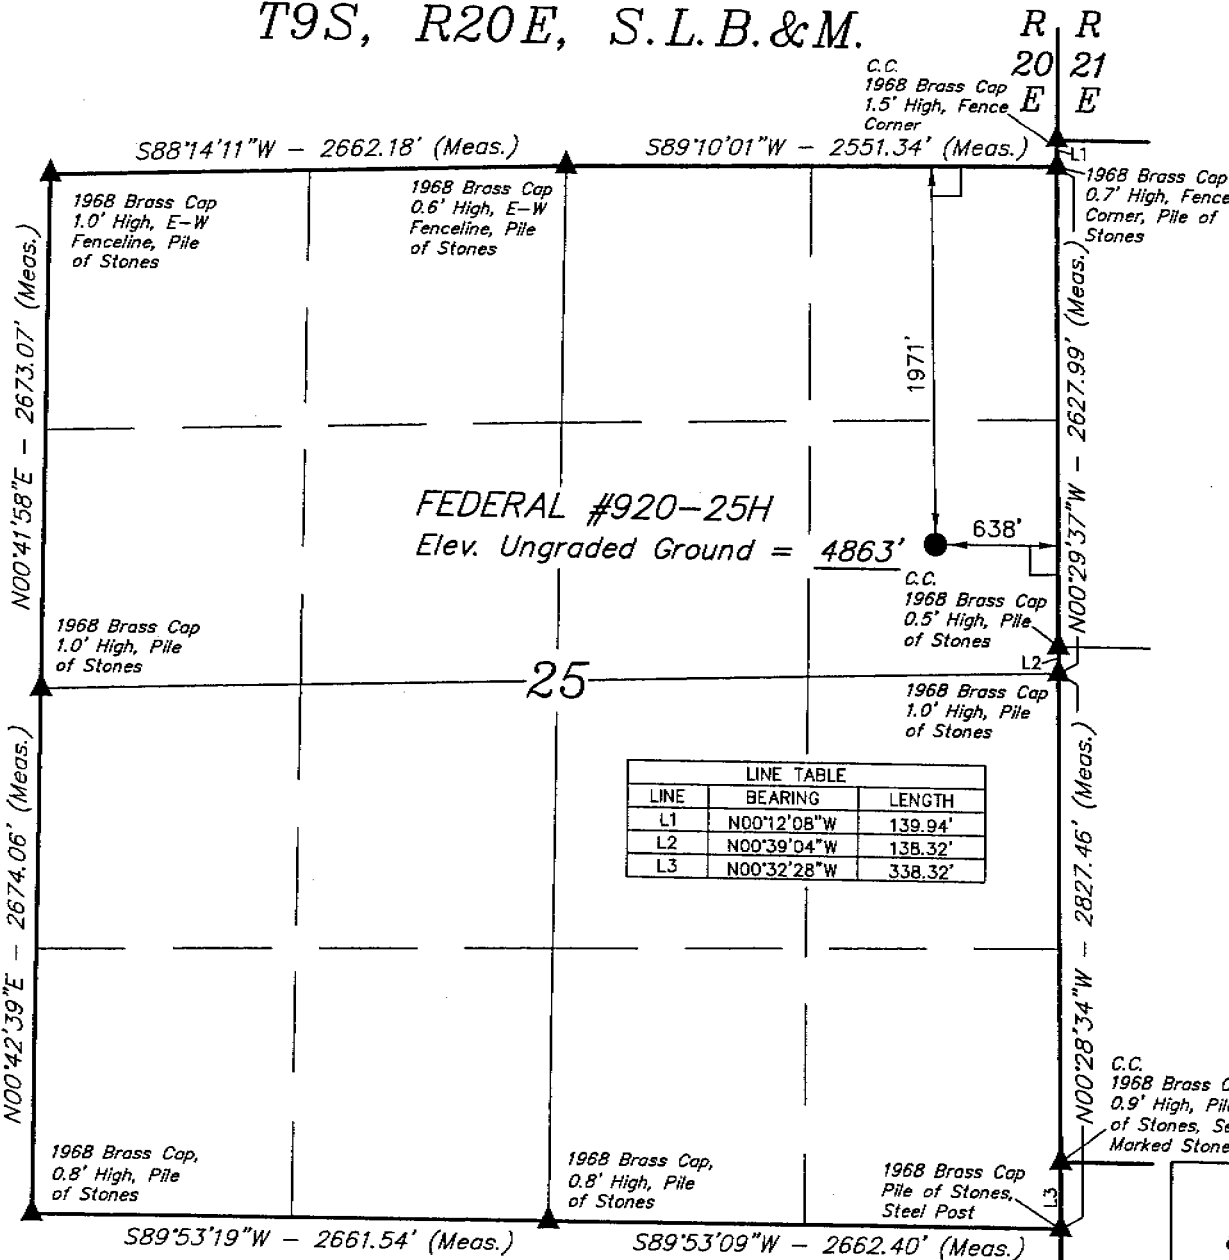 T9S, R20E, S.L.B.&M.
R R
20 21
E E
C.C.
1968 Brass Cap
1.5' High, Fence
Corner
S88°14'11"W - 2662.18' (Meas.)
S89°10'01"W - 2551.34' (Meas.)
L1
1968 Brass Cap
1.0' High, E-W
Fenceline, Pile
of Stones
1968 Brass Cap
0.6' High, E-W
Fenceline, Pile
of Stones
1968 Brass Cap
0.7' High, Fence
Corner, Pile of
Stones
N00°41'58"E - 2673.07' (Meas.)
1971'
N00°29'37"W - 2627.99' (Meas.)
FEDERAL #920-25H
Elev. Ungraded Ground = 4863'
638'
C.C.
1968 Brass Cap
0.5' High, Pile
of Stones
1968 Brass Cap
1.0' High, Pile
of Stones
L2
25
1968 Brass Cap
1.0' High, Pile
of Stones
LINE TABLE
LINE BEARING LENGTH
L1 N00°12'08"W 139.94'
L2 N00°39'04"W 138.32'
L3 N00°32'28"W 338.32'
N00°42'39"E - 2674.06' (Meas.)
N00°28'34"W - 2827.46' (Meas.)
C.C.
1968 Brass
0.9' High,
of Stones,
Marked Stone
1968 Brass Cap,
0.8' High, Pile
of Stones
1968 Brass Cap,
0.8' High, Pile
of Stones
1968 Brass Cap
Pile of Stones,
Steel Post
L3
S89°53'19"W - 2661.54' (Meas.)
S89°53'09"W - 2662.40' (Meas.)